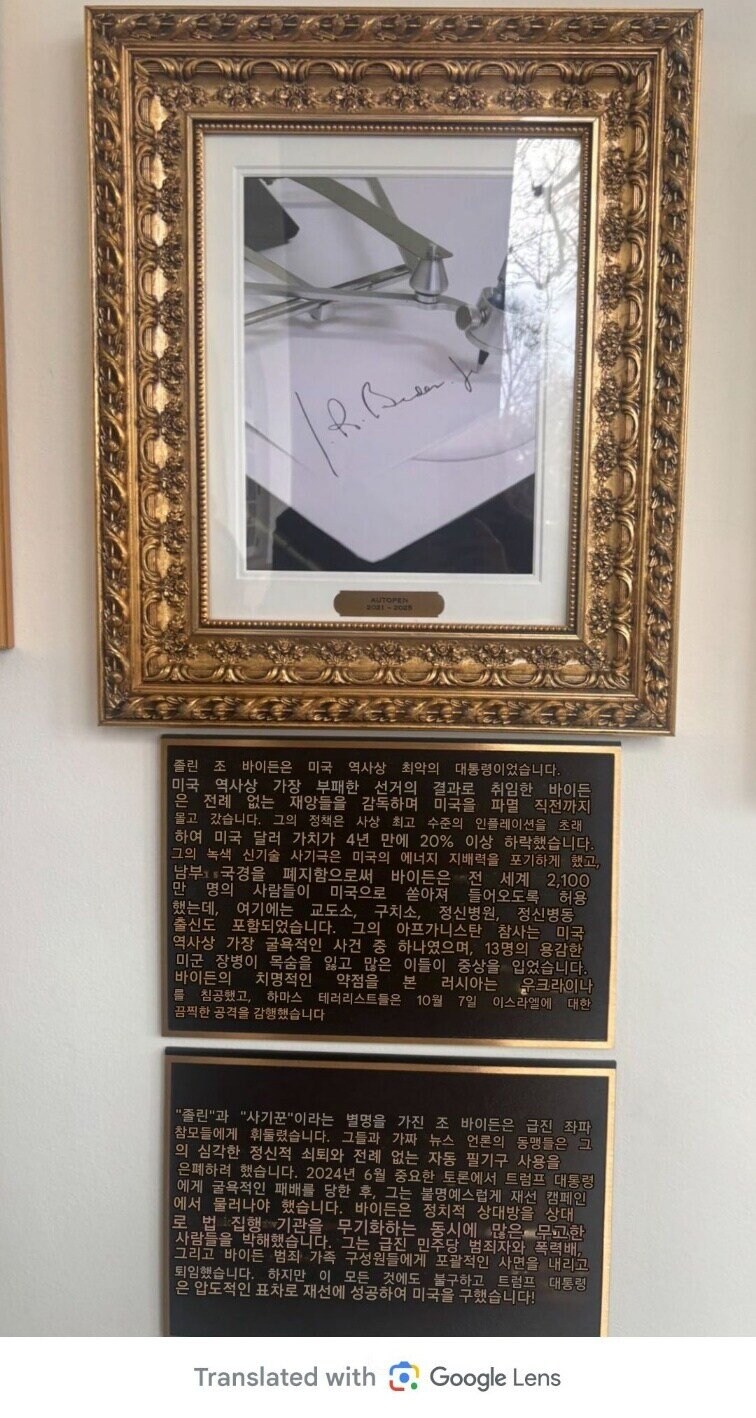 J. R. Biden Jr
AUTOPEN
2021 - 2025
졸린 조 바이든은 미국 역사상 최악의 대통령이었습니다.
미국 역사상 가장 부패한 선거의 결과로 취임한 바이든
은 전례 없는 재앙들을 감독하며 미국을 파멸 직전까지
몰고 갔습니다. 그의 정책은 사상 최고 수준의 인플레이션을 초래
하여 미국 달러 가치가 4년 만에 20% 이상 하락했습니다.
그의 녹색 신기술 사기극은 미국의 에너지 지배력을 포기하게 했고,
남부 국경을 폐지함으로써 바이든은 전 세계 2,100
만 명의 사람들이 미국으로 쏟아져 들어오도록 허용
했는데, 여기에는 교도소, 구치소, 정신병원, 정신병동
출신도 포함되었습니다. 그의 아프가니스탄 참사는 미국
역사상 가장 굴욕적인 사건 중 하나였으며, 13명의 용감한
미군 장병이 목숨을 잃고 많은 이들이 중상을 입었습니다.
바이든의 치명적인 약점을 본 러시아는 우크라이나
를 침공했고, 하마스 테러리스트들은 10월 7일 이스라엘에 대한
끔찍한 공격을 감행했습니다
"졸린"과 "사기꾼"이라는 별명을 가진 조 바이든은 급진 좌파
참모들에게 휘둘렸습니다. 그들과 가짜 뉴스 언론의 동맹들은 그
의 심각한 정신적 쇠퇴와 전례 없는 자동 필기구 사용을
은폐하려 했습니다. 2024년 6월 중요한 토론에서 트럼프 대통령
에게 굴욕적인 패배를 당한 후, 그는 불명예스럽게 재선 캠페인
에서 물러나야 했습니다. 바이든은 정치적 상대방을 상대
로 법 집행 기관을 무기화하는 동시에 많은 무고한
사람들을 박해했습니다. 그는 급진 민주당 범죄자와 폭력배,
그리고 바이든 범죄 가족 구성원들에게 포괄적인 사면을 내리고
퇴임했습니다. 하지만 이 모든 것에도 불구하고 트럼프 대통령
은 압도적인 표차로 재선에 성공하여 미국을 구했습니다!
Translated with Google Lens